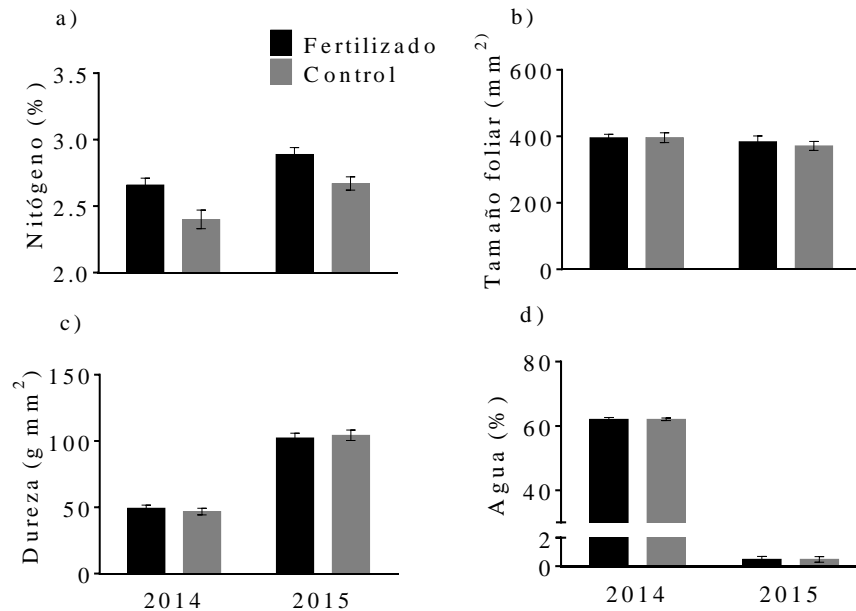 a)
Fertilizado
Control
Nitógeno (%)
3.5
3.0
2.5
2.0
b)
Tamaño foliar (mm²)
600
400
200
0
c)
Dureza (g mm²)
150
100
50
0
2014 2015
d)
Agua (%)
80
60
40
2
0
2014 2015